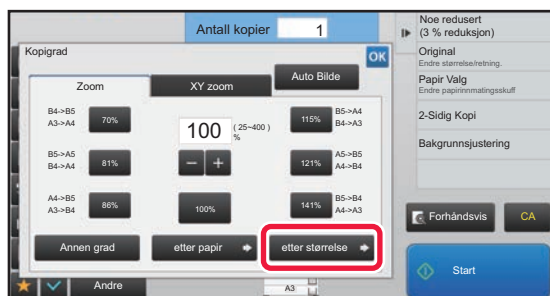 Antall kopier 1
Kopigrad
OK
Zoom
XY zoom
Auto Bilde
B4->B5
A3->A4
70%
100 (25~400) %
115%
B5->A4
B4->A3
B5->A5
B4->A4
81%
− +
121%
A5->B5
A4->B4
A4->B5
A3->B4
86%
100%
141%
B5->B4
A4->A3
Annen grad
etter papir
etter størrelse
Andre
A3
Noe redusert
(3 % reduksjon)
Original
Endre størrelse/retning.
Papir Valg
Endre papirinnmatingsskuff
2-Sidig Kopi
Bakgrunnsjustering
Forhåndsvis
CA
Start